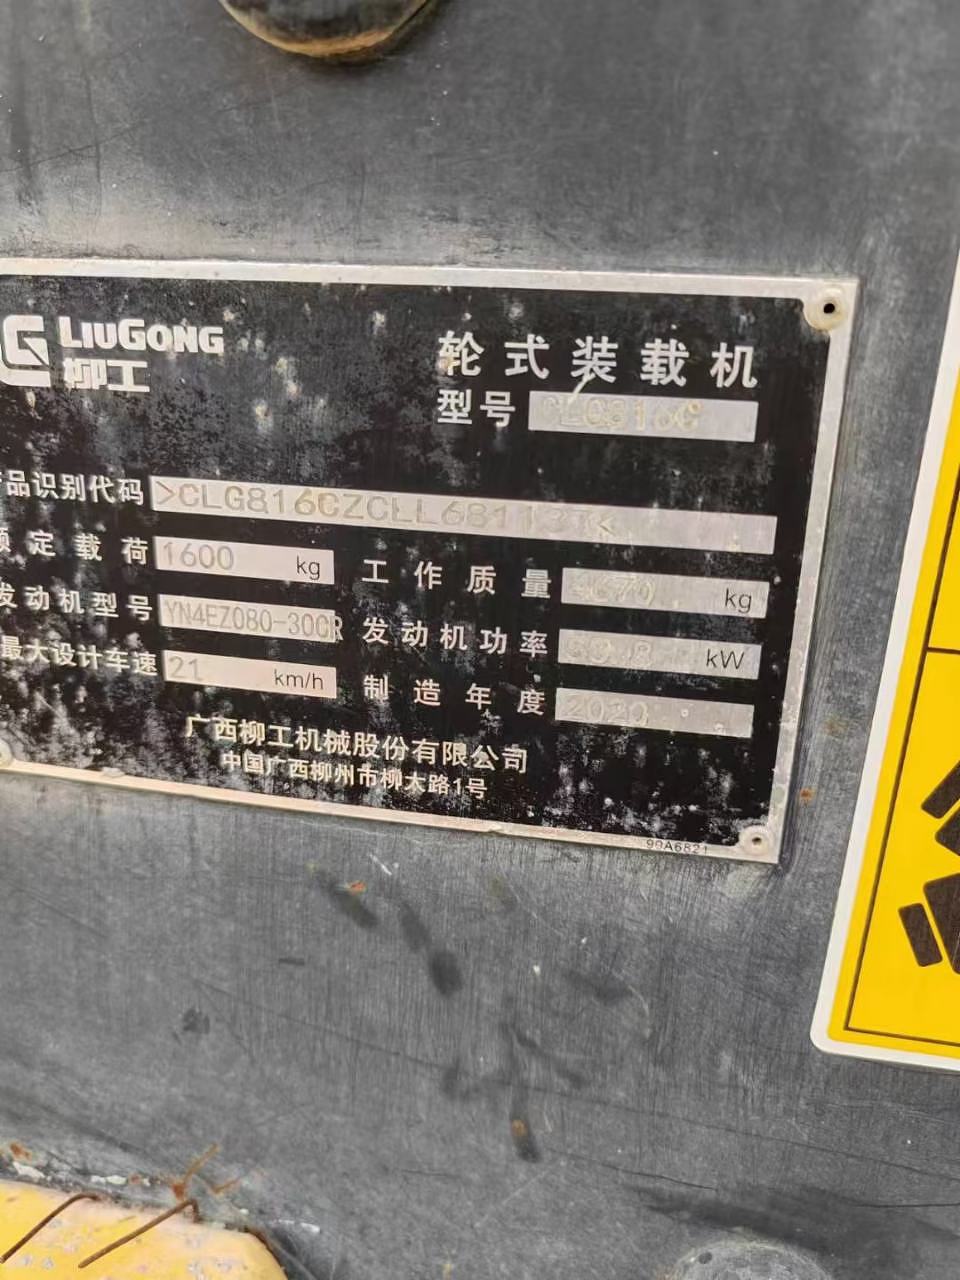 LIUGONG
柳工
轮式装载机
型号 CLG816C
产品识别代码 >CLG816CZCLL681137<
额定载荷 1600 kg 工作质量 kg
发动机型号 YN4EZ080-30CR 发动机功率 kW
最大设计车速 21 km/h 制造年度 2020
广西柳工机械股份有限公司
中国广西柳州市柳太路1号
99A6821